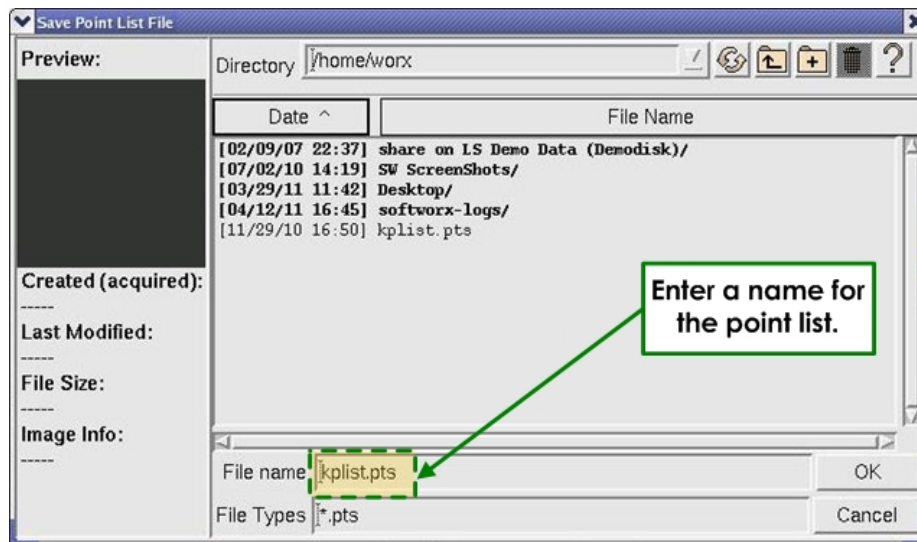 Save Point List File
Preview:
Directory /home/worx
?
Date ^ File Name
[02/09/07 22:37] share on LS Demo Data (Demodisk)/
[07/02/10 14:19] SW ScreenShots/
[03/29/11 11:42] Desktop/
[04/12/11 16:45] softworx-logs/
[11/29/10 16:50] kplist.pts
Created (acquired):
-----
Last Modified:
-----
File Size:
-----
Image Info:
-----
Enter a name for
the point list.
File name kplist.pts OK
File Types *.pts Cancel